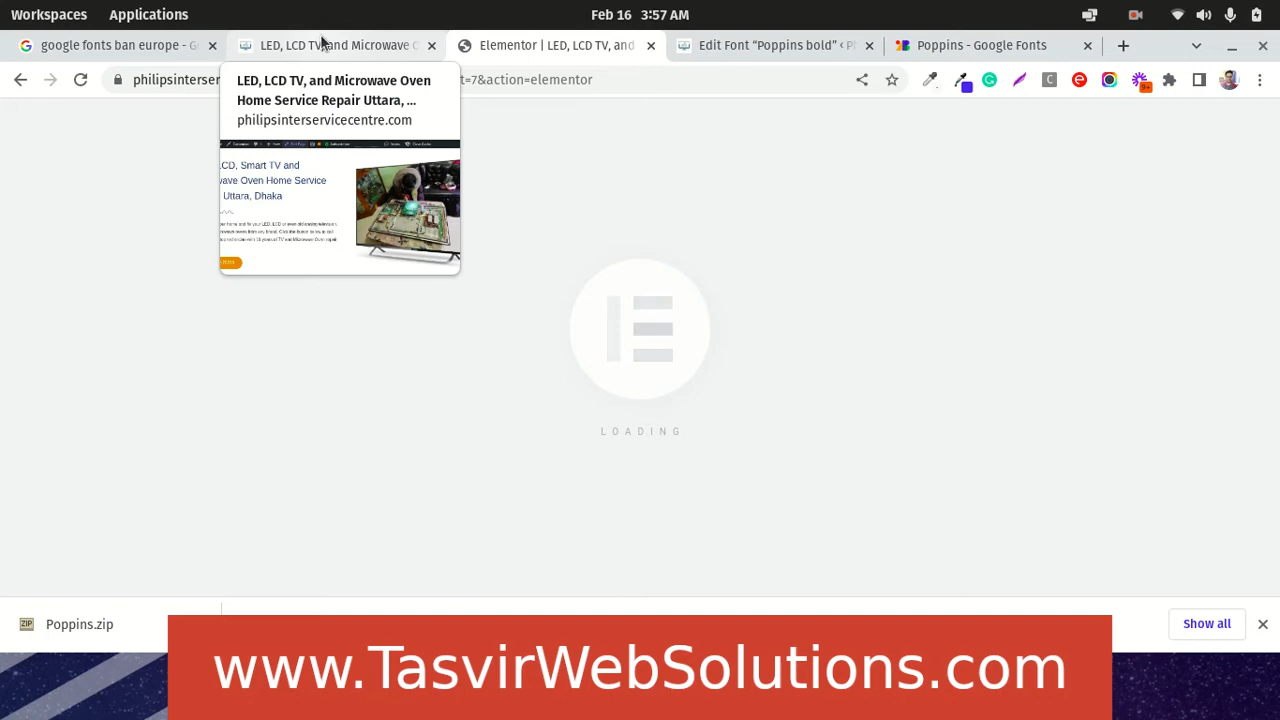 Workspaces
Applications
Feb 16 3:57 AM
google fonts ban europe - G
LED, LCD TV, and Microwave
Elementor | LED, LCD TV, and
Edit Font “Poppins bold” ‹
Poppins - Google Fonts
philipsinterser
t=7&action=elementor
9+
LED, LCD TV, and Microwave Oven
Home Service Repair Uttara, ...
philipsinterservicecentre.com
CD, Smart TV and
wave Oven Home Service
Uttara, Dhaka
LOADING
ZIP
Poppins.zip
Show all
www.TasvirWebSolutions.com